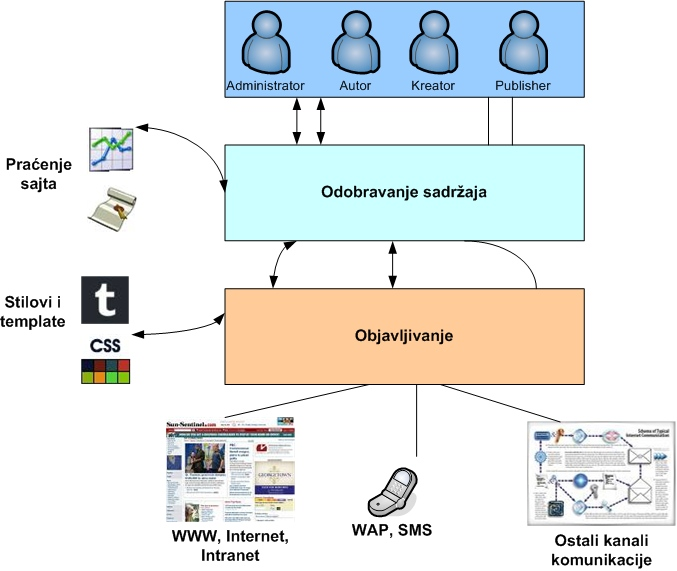 Administrator
Autor
Kreator
Publisher
Praćenje
sajta
Odobravanje sadržaja
Stilovi i
template
t
CSS
Objavljivanje
Sun-Sentinel.com
GEORGETOWN
WWW, Internet,
Intranet
WAP, SMS
Ostali kanali
komunikacije